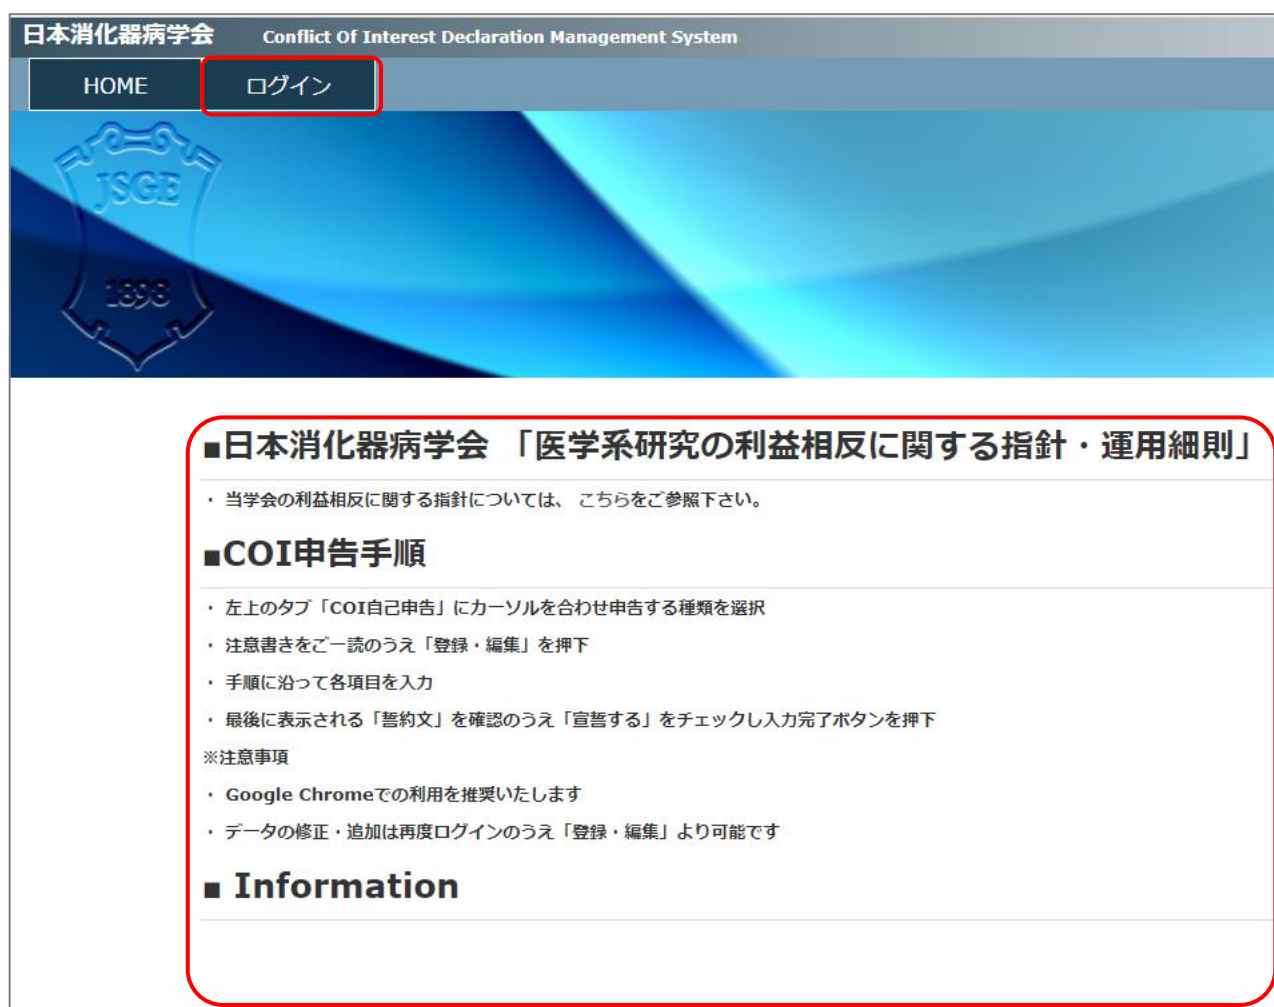 日本消化器病学会 Conflict Of Interest Declaration Management System
HOME ログイン
JSGE
1898
■日本消化器病学会 「医学系研究の利益相反に関する指針・運用細則」
・ 当学会の利益相反に関する指針については、 こちらをご参照下さい。
■COI申告手順
・ 左上のタブ「COI自己申告」にカーソルを合わせ申告する種類を選択
・ 注意書きをご一読のうえ「登録・編集」を押下
・ 手順に沿って各項目を入力
・ 最後に表示される「誓約文」を確認のうえ「宣誓する」をチェックし入力完了ボタンを押下
※注意事項
・ Google Chromeでの利用を推奨いたします
・ データの修正・追加は再度ログインのうえ「登録・編集」より可能です
■ Information